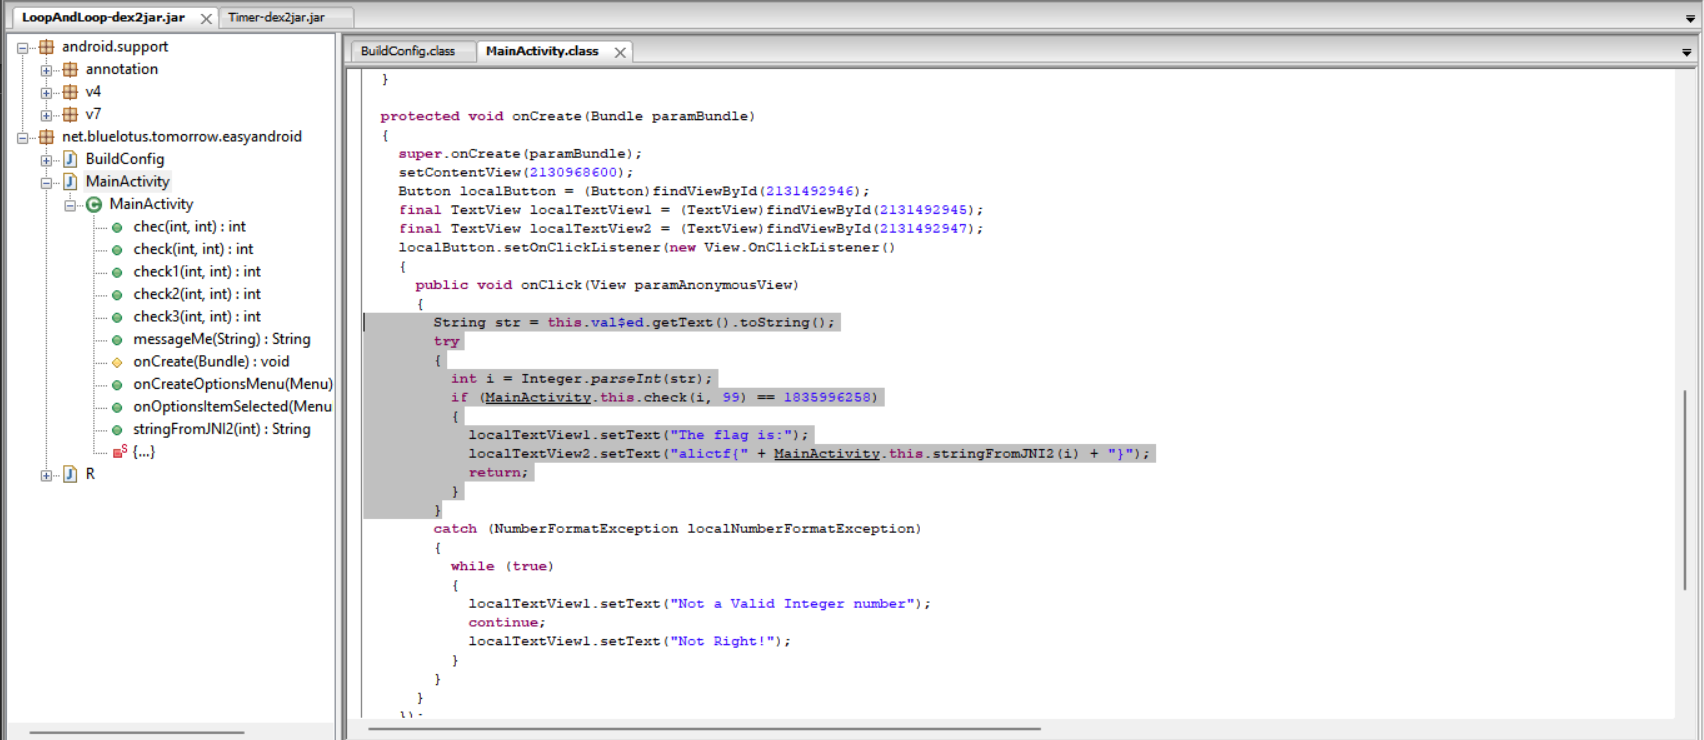 LoopAndLoop-dex2jar.jar
Timer-dex2jar.jar
android.support
annotation
v4
v7
net.bluelotus.tomorrow.easyandroid
BuildConfig
MainActivity
MainActivity
chec(int, int) : int
check(int, int) : int
check1(int, int) : int
check2(int, int) : int
check3(int, int) : int
messageMe(String) : String
onCreate(Bundle) : void
onCreateOptionsMenu(Menu)
onOptionsItemSelected(Menu
stringFromJNI2(int) : String
{...}
R
BuildConfig.class
MainActivity.class
}
protected void onCreate(Bundle paramBundle)
{
super.onCreate(paramBundle);
setContentView(2130968600);
Button localButton = (Button)findViewById(2131492946);
final TextView localTextView1 = (TextView)findViewById(2131492945);
final TextView localTextView2 = (TextView)findViewById(2131492947);
localButton.setOnClickListener(new View.OnClickListener()
{
public void onClick(View paramAnonymousView)
{
String str = this.val$ed.getText().toString();
try
{
int i = Integer.parseInt(str);
if (MainActivity.this.check(i, 99) == 1835996258)
{
localTextView1.setText("The flag is:");
localTextView2.setText("alictf{" + MainActivity.this.stringFromJNI2(i) + "}");
return;
}
}
catch (NumberFormatException localNumberFormatException)
{
while (true)
{
localTextView1.setText("Not a Valid Integer number");
continue;
localTextView1.setText("Not Right!");
}
}
}
});